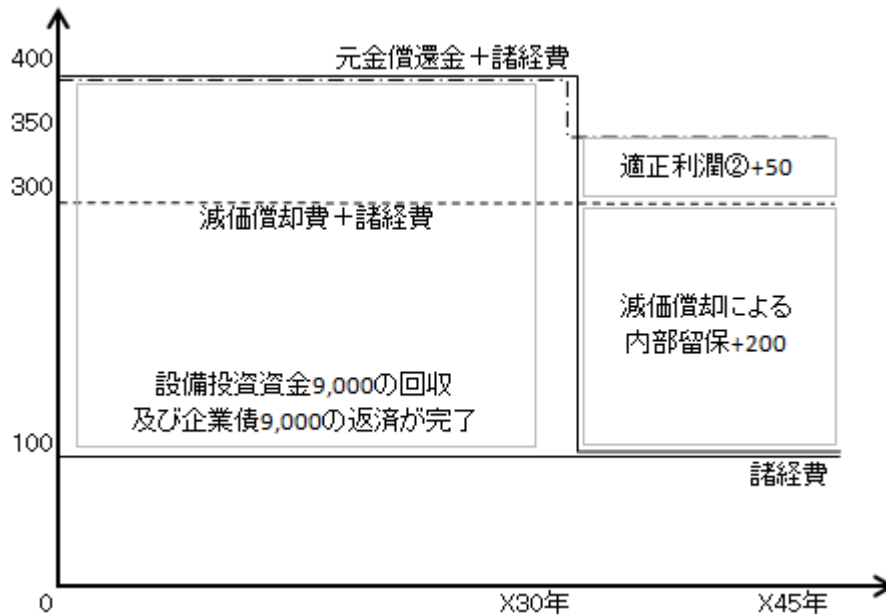 400
元金償還金＋諸経費
350
適正利潤②+50
300
減価償却費＋諸経費
減価償却による
内部留保+200
設備投資資金9,000の回収
及び企業債9,000の返済が完了
100
諸経費
0
X30年
X45年